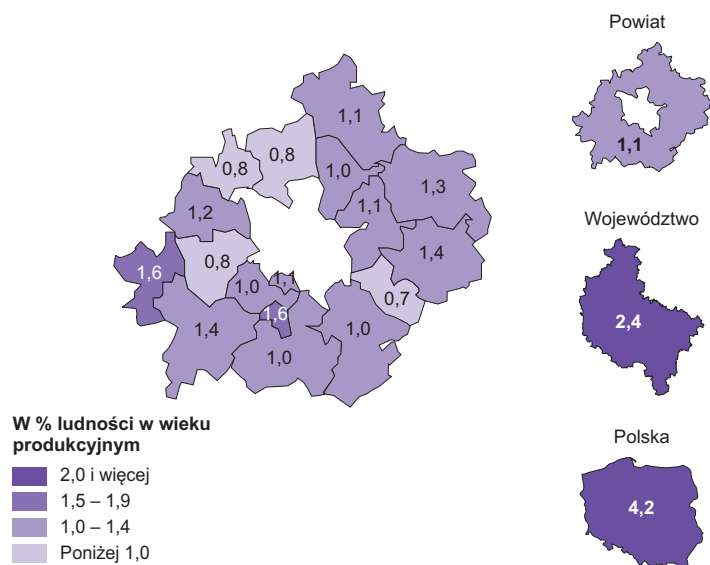 Powiat
1,1
1,1
0,8
0,8
1,0
1,3
1,1
1,2
1,4
0,8
1,6
1,0
1,1
0,7
1,6
1,0
1,4
1,0
Województwo
2,4
W % ludności w wieku
produkcyjnym
2,0 i więcej
1,5 – 1,9
1,0 – 1,4
Poniżej 1,0
Polska
4,2